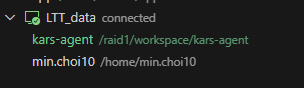 LTT_data connected
kars-agent /raid1/workspace/kars-agent
min.choi10 /home/min.choi10